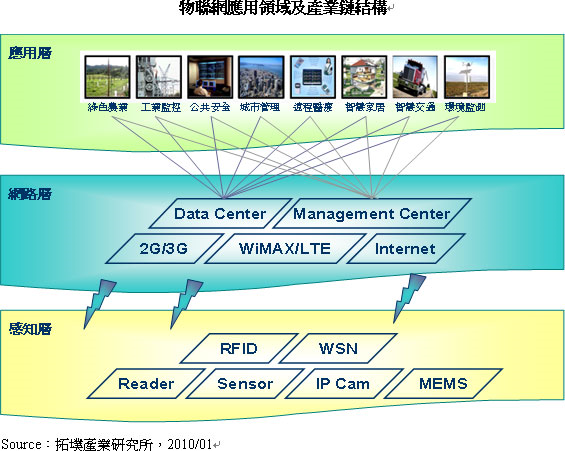 物聯網應用領域及產業鏈結構
應用層
綠色農業 工業監控 公共安全 城市管理 遠程醫療 智慧家居 智慧交通 環境監測
網路層
Data Center Management Center
2G/3G WiMAX/LTE Internet
感知層
RFID WSN
Reader Sensor IP Cam MEMS
Source：拓墣產業研究所，2010/01